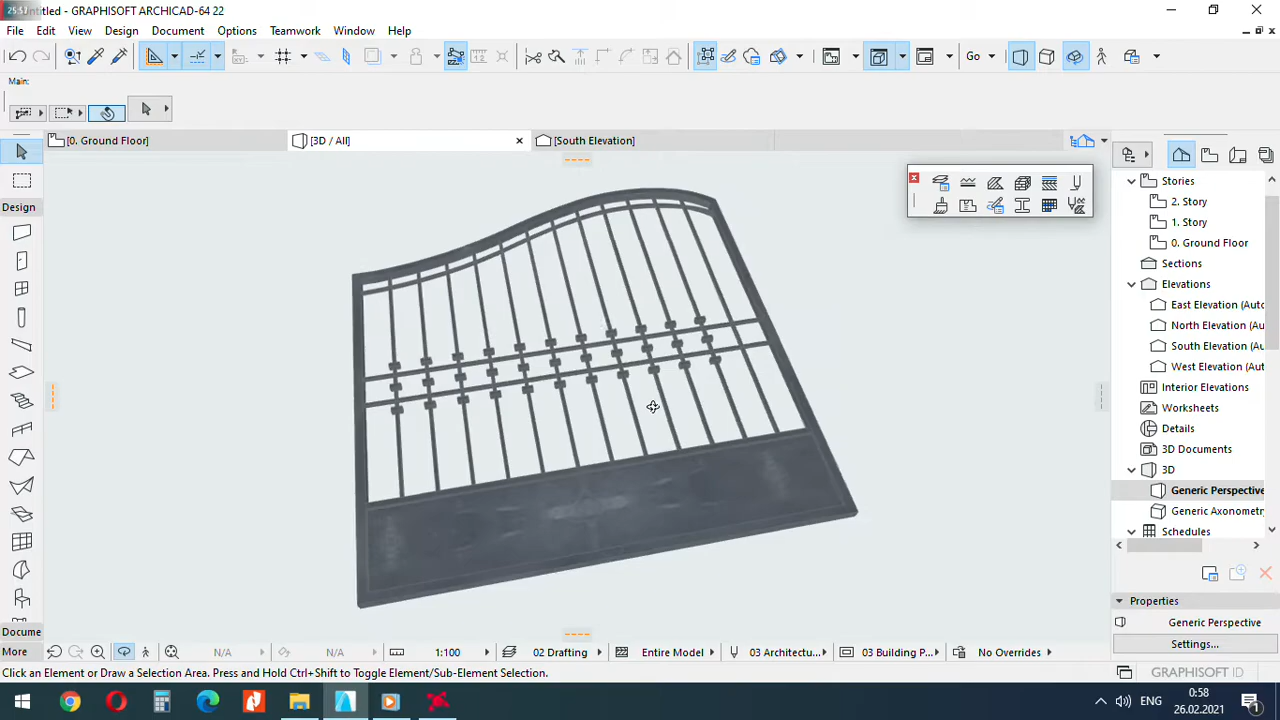 25:52
Untitled - GRAPHISOFT ARCHICAD-64 22
File Edit View Design Document Options Teamwork Window Help
Go
Main:
[0. Ground Floor]
[3D / All]
[South Elevation]
Design
Stories
2. Story
1. Story
0. Ground Floor
Sections
Elevations
East Elevation (Aut
North Elevation (Au
South Elevation (Au
West Elevation (Aut
Interior Elevations
Worksheets
Details
3D Documents
3D
Generic Perspective
Generic Axonometr
Schedules
Properties
Generic Perspective
Settings...
Docume
More
N/A
N/A
1:100
02 Drafting
Entire Model
03 Architectu...
03 Building P...
No Overrides
Click an Element or Draw a Selection Area. Press and Hold Ctrl+Shift to Toggle Element/Sub-Element Selection.
GRAPHISOFT ID
ENG
0:58
26.02.2021
1